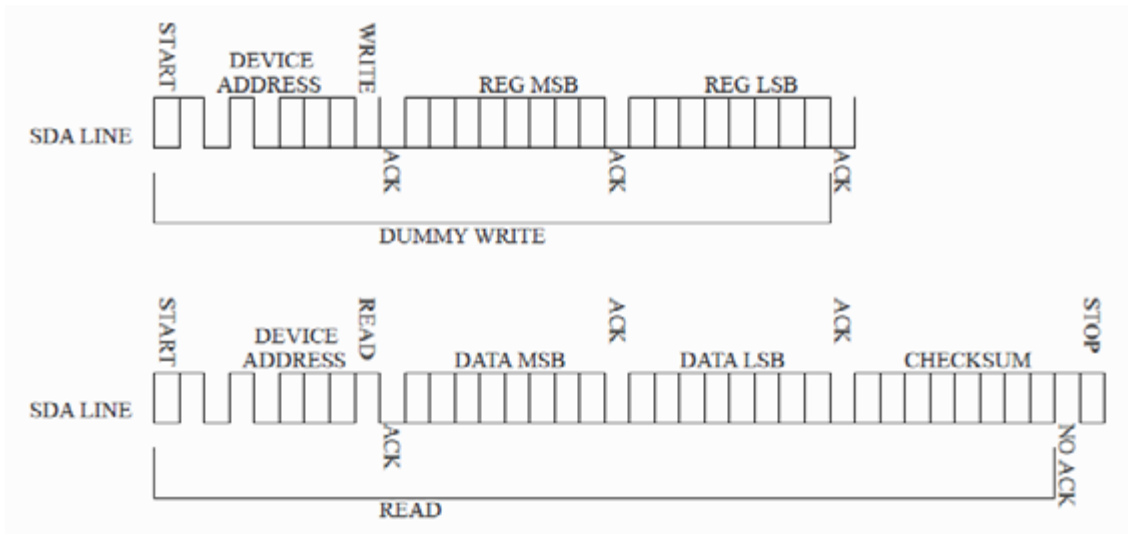 START
DEVICE
ADDRESS
WRITE
REG MSB
REG LSB
SDA LINE
ACK
ACK
ACK
DUMMY WRITE
START
DEVICE
ADDRESS
READ
DATA MSB
ACK
DATA LSB
ACK
CHECKSUM
STOP
SDA LINE
ACK
NO ACK
READ